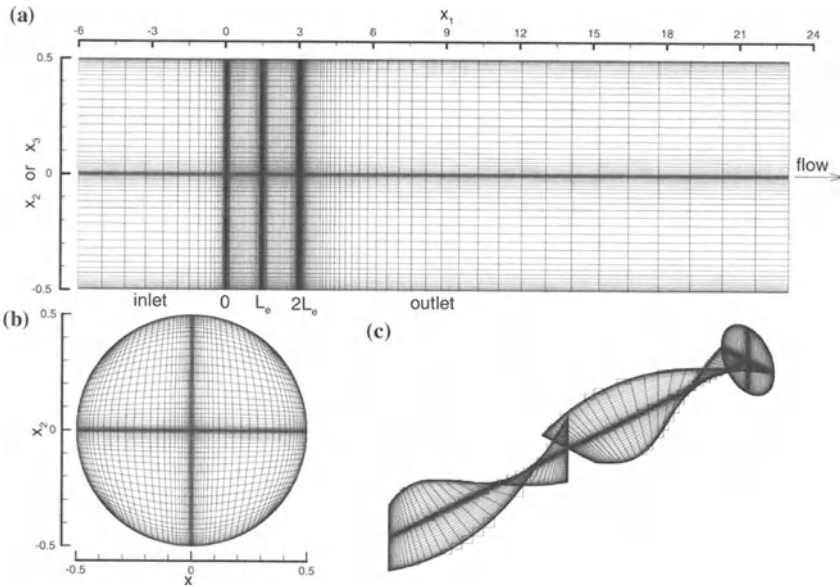 (a)
x1
-6 -3 0 3 6 9 12 15 18 21 24
x2 or x3
0.5
0
-0.5
flow
inlet 0 Le 2Le outlet
(b)
x2
0.5
0
-0.5
-0.5 0 0.5
x
(c)